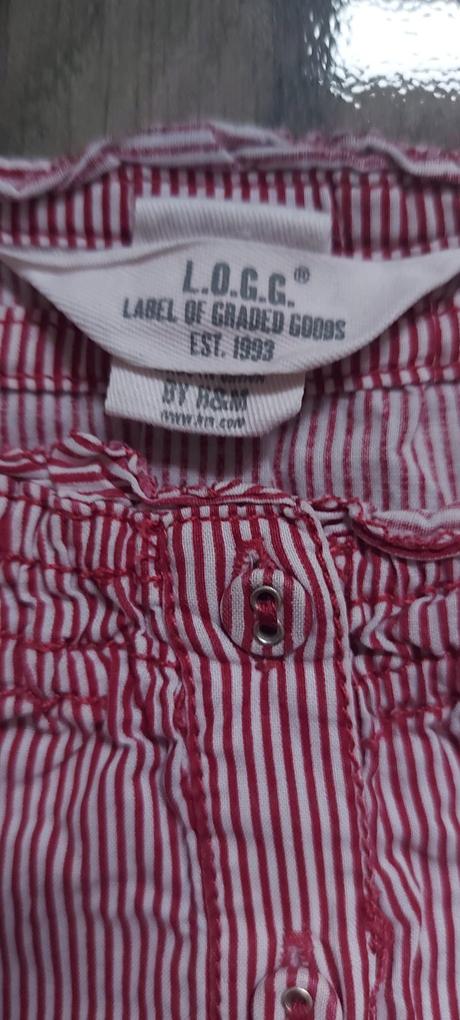 L.O.G.G.®
LABEL OF GRADED GOODS
EST. 1993
BY H&M
www.hm.com